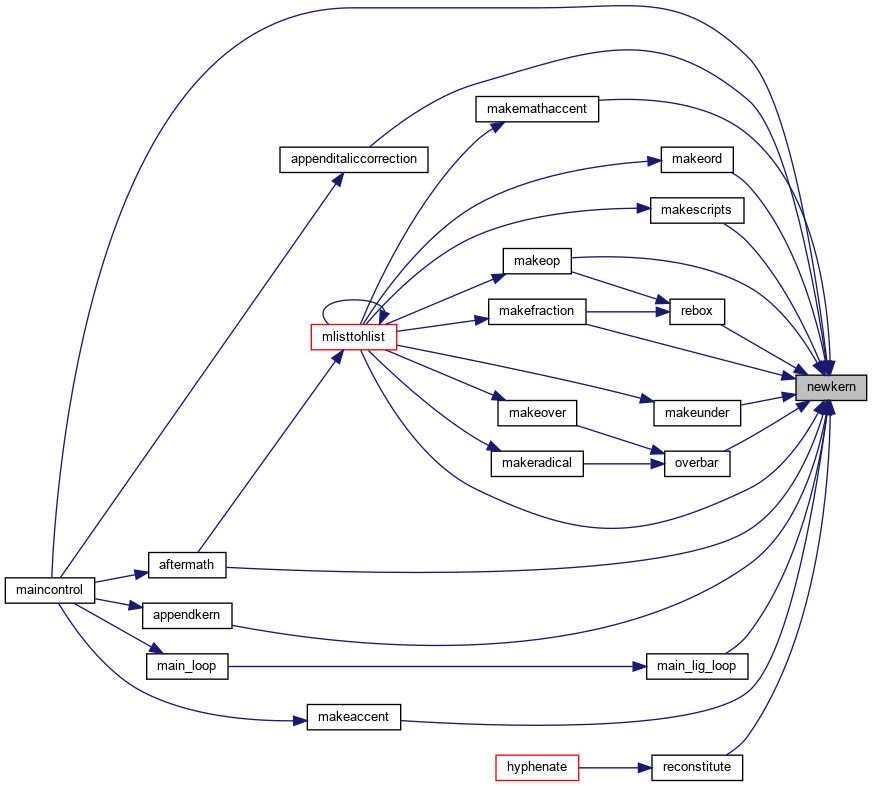 makemathaccent
appenditaliccorrection
makeord
makescripts
makeop
makefraction
rebox
mlisttohlist
newkern
makeover
makeunder
makeradical
overbar
aftermath
maincontrol
appendkern
main_loop
main_lig_loop
makeaccent
hyphenate
reconstitute